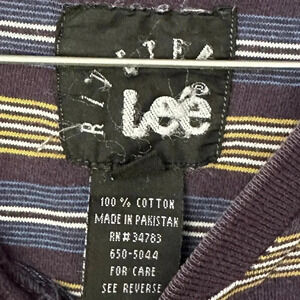 RIVETED
Lee®
100% COTTON
MADE IN PAKISTAN
RN#34783
650-5044
FOR CARE
SEE REVERSE